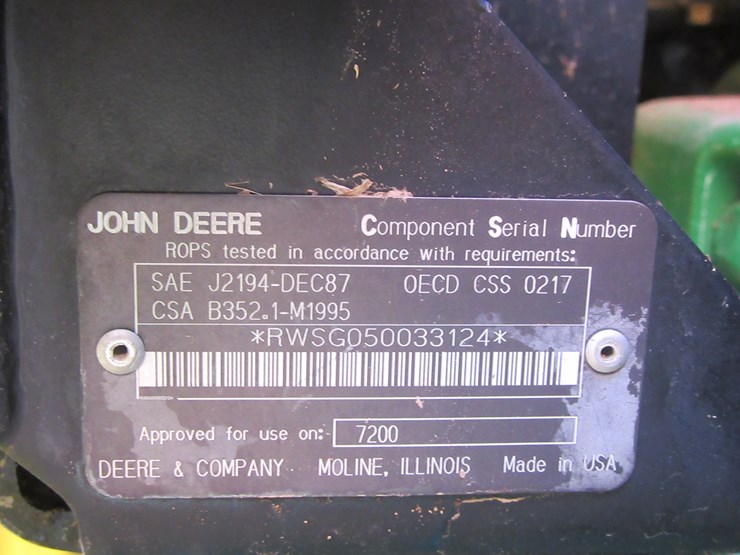 JOHN DEERE Component Serial Number
ROPS tested in accordance with requirements:
SAE J2194-DEC87 OECD CSS 0217
CSA B352.1-M1995
*RWSG050033124*
Approved for use on: 7200
DEERE & COMPANY MOLINE, ILLINOIS Made in USA